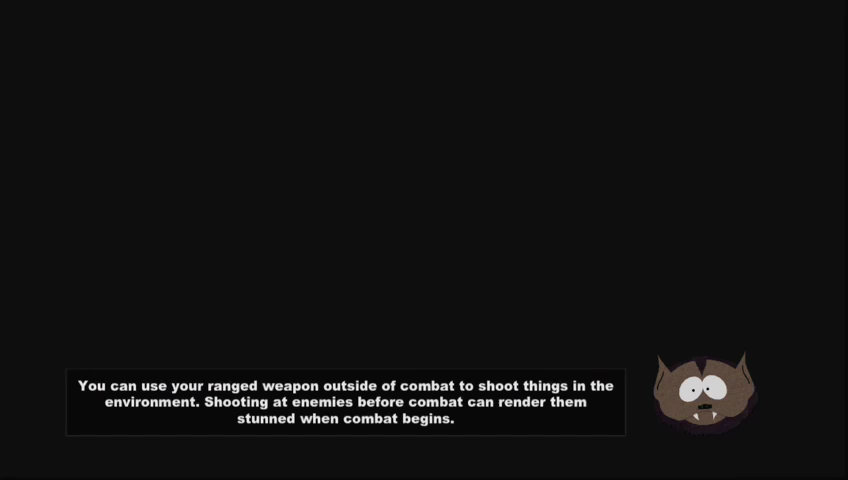 You can use your ranged weapon outside of combat to shoot things in the
environment. Shooting at enemies before combat can render them
stunned when combat begins.